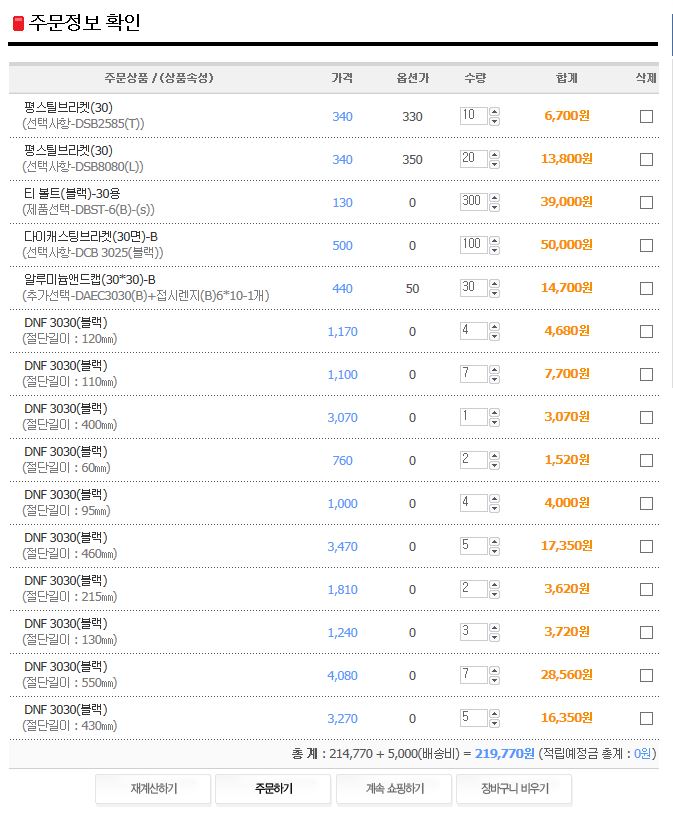 주문정보 확인
주문상품 / (상품속성) 가격 옵션가 수량 합계 삭제
평스틸브라켓(30)
(선택사항-DSB2585(T)) 340 330 10 6,700원
평스틸브라켓(30)
(선택사항-DSB8080(L)) 340 350 20 13,800원
티 볼트(블랙)-30용
(제품선택-DBST-6(B)-(s)) 130 0 300 39,000원
다이캐스팅브라켓(30면)-B
(선택사항-DCB 3025(블랙)) 500 0 100 50,000원
알루미늄앤드캡(30*30)-B
(추가선택-DAEC3030(B)+접시렌지(B)6*10-1개) 440 50 30 14,700원
DNF 3030(블랙)
(절단길이 : 120㎜) 1,170 0 4 4,680원
DNF 3030(블랙)
(절단길이 : 110㎜) 1,100 0 7 7,700원
DNF 3030(블랙)
(절단길이 : 400㎜) 3,070 0 1 3,070원
DNF 3030(블랙)
(절단길이 : 60㎜) 760 0 2 1,520원
DNF 3030(블랙)
(절단길이 : 95㎜) 1,000 0 4 4,000원
DNF 3030(블랙)
(절단길이 : 460㎜) 3,470 0 5 17,350원
DNF 3030(블랙)
(절단길이 : 215㎜) 1,810 0 2 3,620원
DNF 3030(블랙)
(절단길이 : 130㎜) 1,240 0 3 3,720원
DNF 3030(블랙)
(절단길이 : 550㎜) 4,080 0 7 28,560원
DNF 3030(블랙)
(절단길이 : 430㎜) 3,270 0 5 16,350원
총 계 : 214,770 + 5,000(배송비) = 219,770원 (적립예정금 총계 : 0원)
재계산하기 주문하기 계속 쇼핑하기 장바구니 비우기